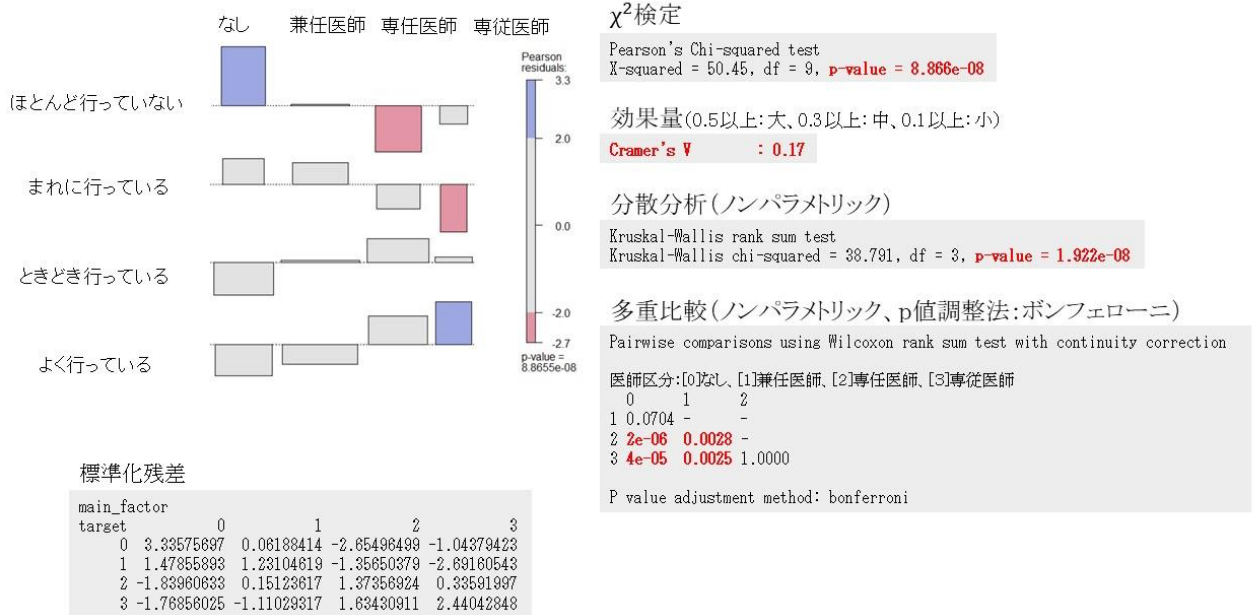 なし 兼任医師 専任医師 専従医師
ほとんど行っていない
まれに行っている
ときどき行っている
よく行っている
Pearson
residuals:
3.3
2.0
0.0
-2.0
-2.7
p-value =
8.8655e-08
標準化残差
main_factor
target 0 1 2 3
0 3.33575697 0.06188414 -2.65496499 -1.04379423
1 1.47855893 1.23104619 -1.35650379 -2.69160543
2 -1.83960633 0.15123617 1.37356924 0.33591997
3 -1.76856025 -1.11029317 1.63430911 2.44042848
χ²検定
Pearson's Chi-squared test
X-squared = 50.45, df = 9, p-value = 8.866e-08
効果量(0.5以上:大、0.3以上:中、0.1以上:小)
Cramer's V : 0.17
分散分析(ノンパラメトリック)
Kruskal-Wallis rank sum test
Kruskal-Wallis chi-squared = 38.791, df = 3, p-value = 1.922e-08
多重比較(ノンパラメトリック、p値調整法:ボンフェローニ)
Pairwise comparisons using Wilcoxon rank sum test with continuity correction
医師区分:[0]なし、[1]兼任医師、[2]専任医師、[3]専従医師
0 1 2
1 0.0704 - -
2 2e-06 0.0028 -
3 4e-05 0.0025 1.0000
P value adjustment method: bonferroni